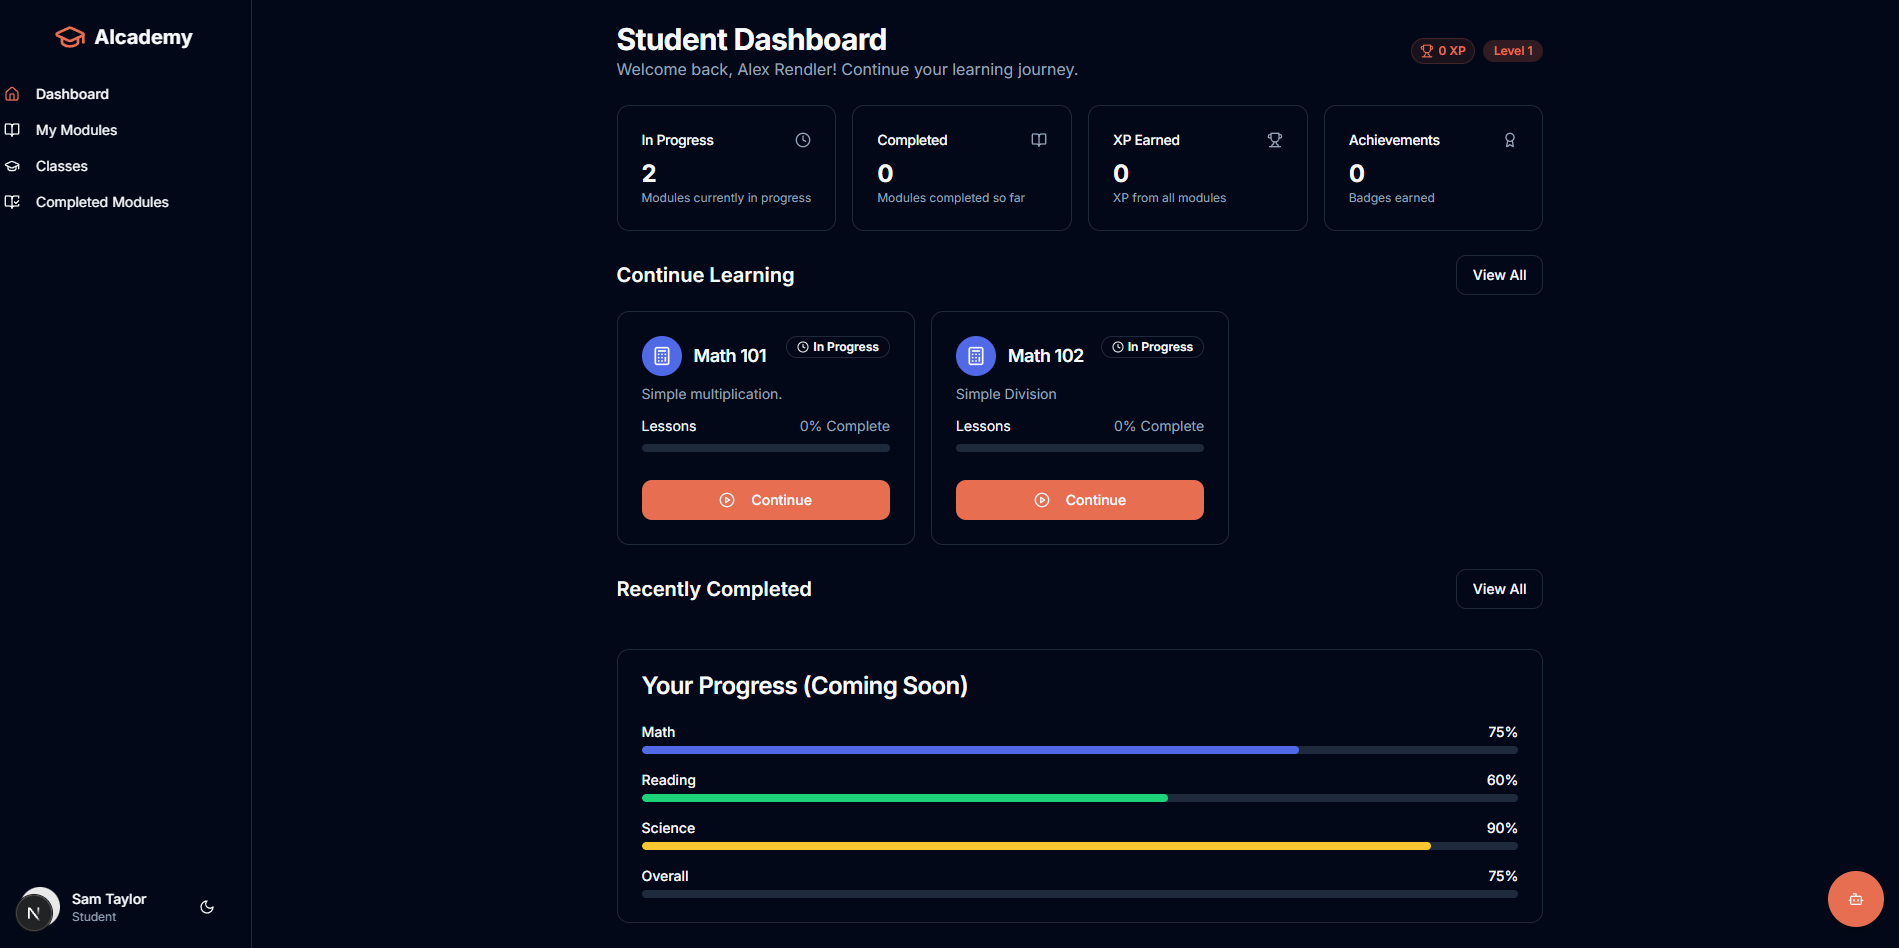 AIcademy
Dashboard
My Modules
Classes
Completed Modules
Student Dashboard
Welcome back, Alex Rendler! Continue your learning journey.
0 XP
Level 1
In Progress
2
Modules currently in progress
Completed
0
Modules completed so far
XP Earned
0
XP from all modules
Achievements
0
Badges earned
Continue Learning
View All
Math 101
In Progress
Simple multiplication.
Lessons
0% Complete
Continue
Math 102
In Progress
Simple Division
Lessons
0% Complete
Continue
Recently Completed
View All
Your Progress (Coming Soon)
Math
75%
Reading
60%
Science
90%
Overall
75%
N
Sam Taylor
Student